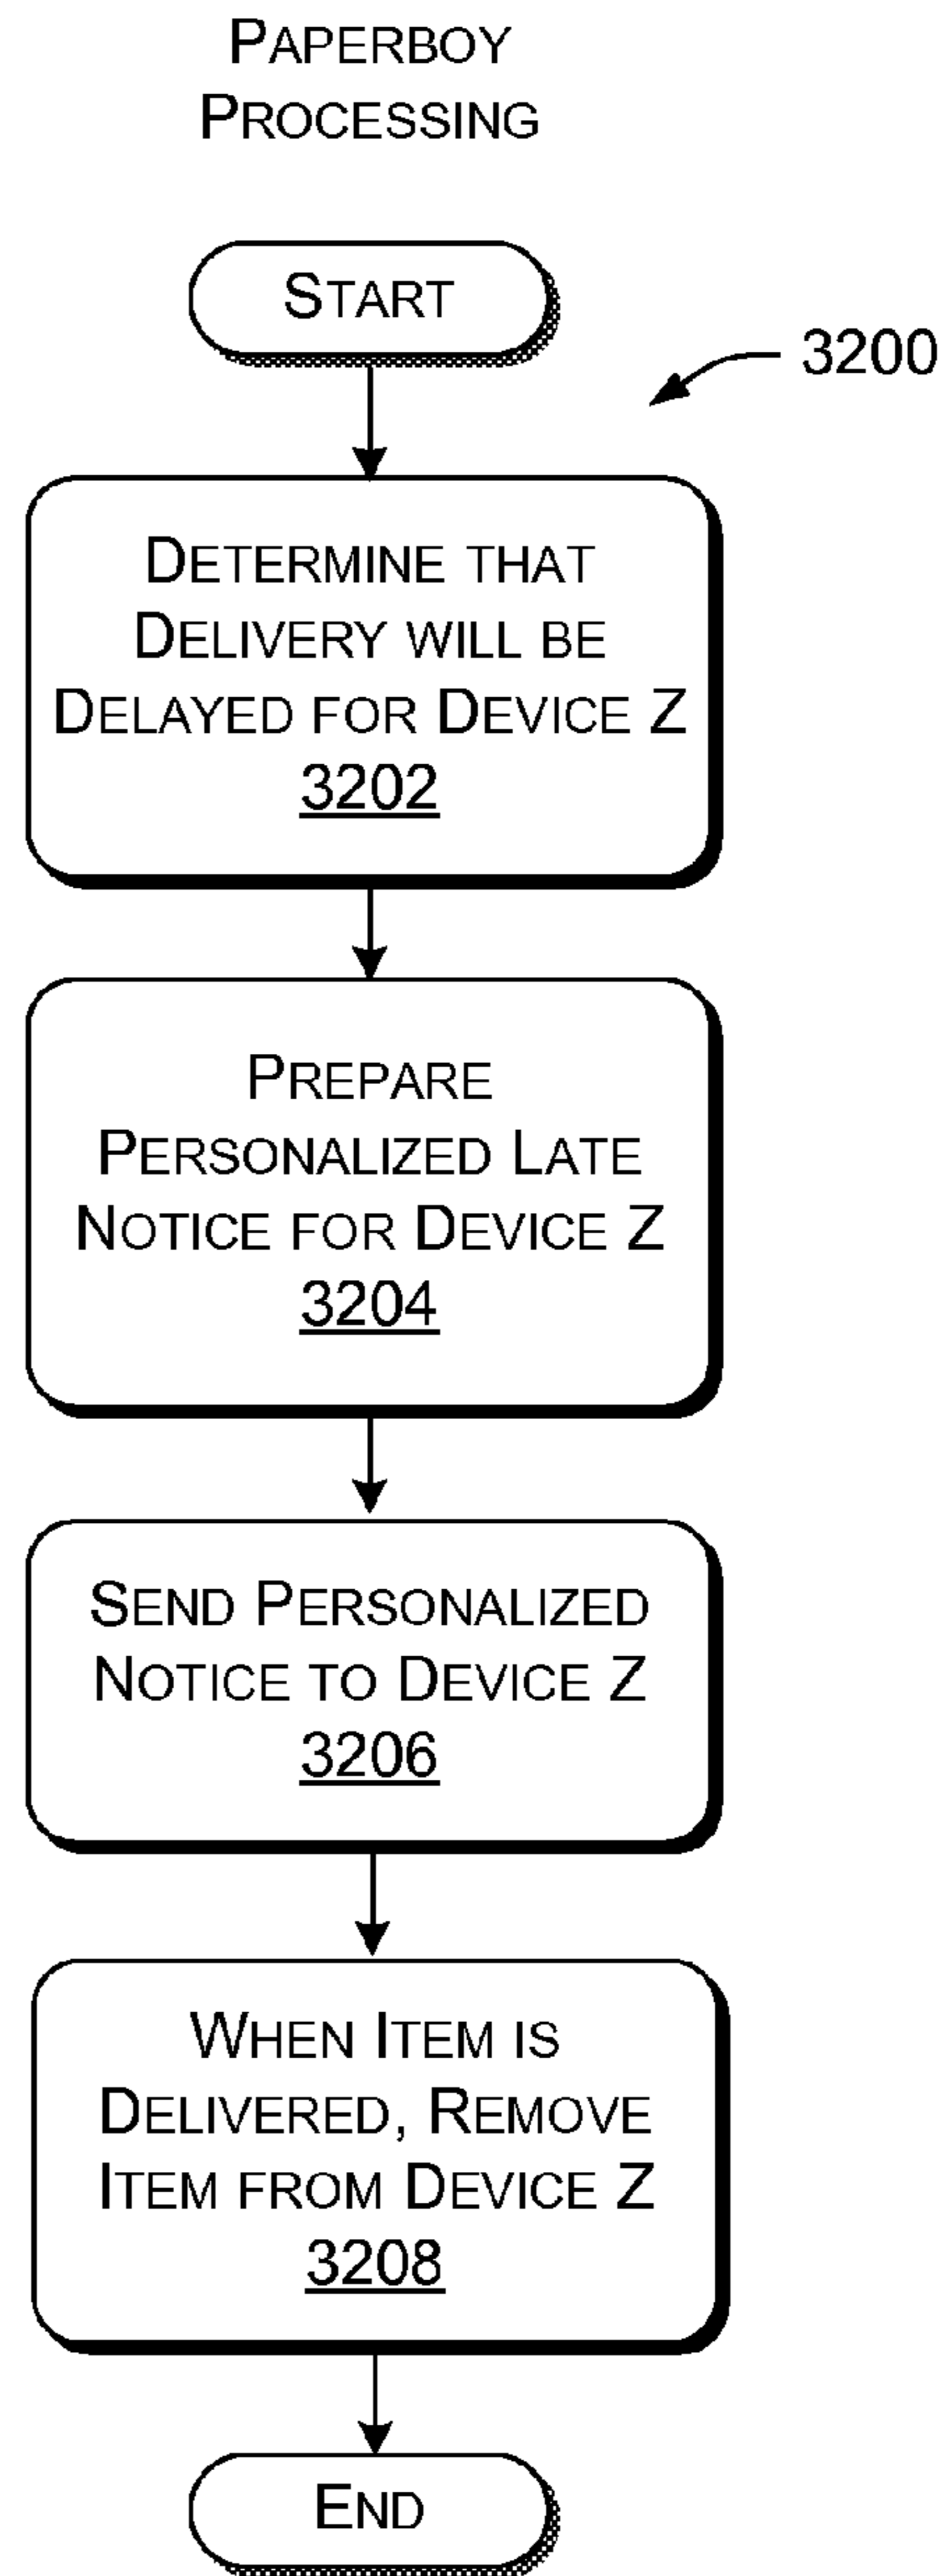 PAPERBOY
PROCESSING
START
3200
DETERMINE THAT
DELIVERY WILL BE
DELAYED FOR DEVICE Z
3202
PREPARE
PERSONALIZED LATE
NOTICE FOR DEVICE Z
3204
SEND PERSONALIZED
NOTICE TO DEVICE Z
3206
WHEN ITEM IS
DELIVERED, REMOVE
ITEM FROM DEVICE Z
3208
END